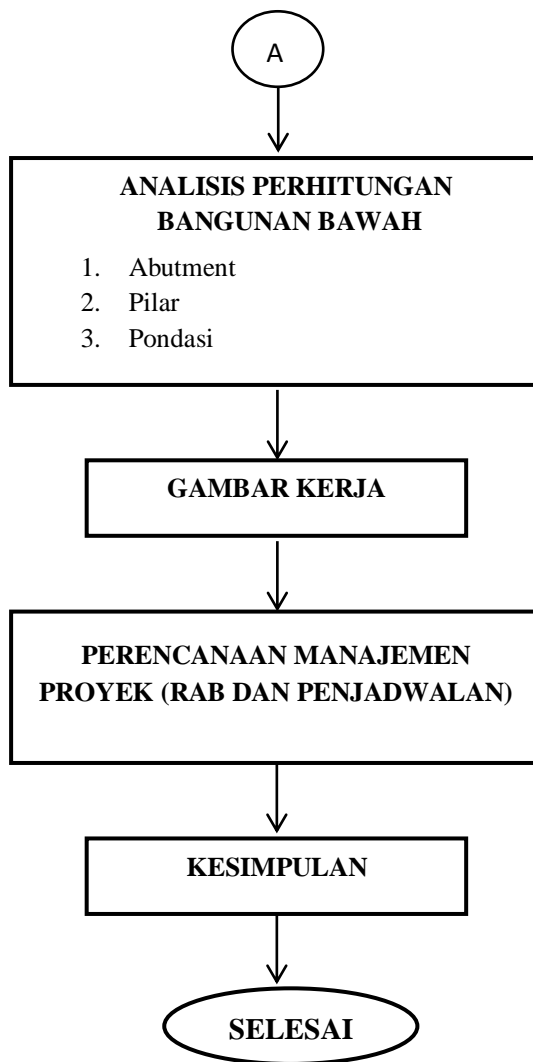 A
ANALISIS PERHITUNGAN
BANGUNAN BAWAH
1. Abutment
2. Pilar
3. Pondasi
GAMBAR KERJA
PERENCANAAN MANAJEMEN
PROYEK (RAB DAN PENJADWALAN)
KESIMPULAN
SELESAI